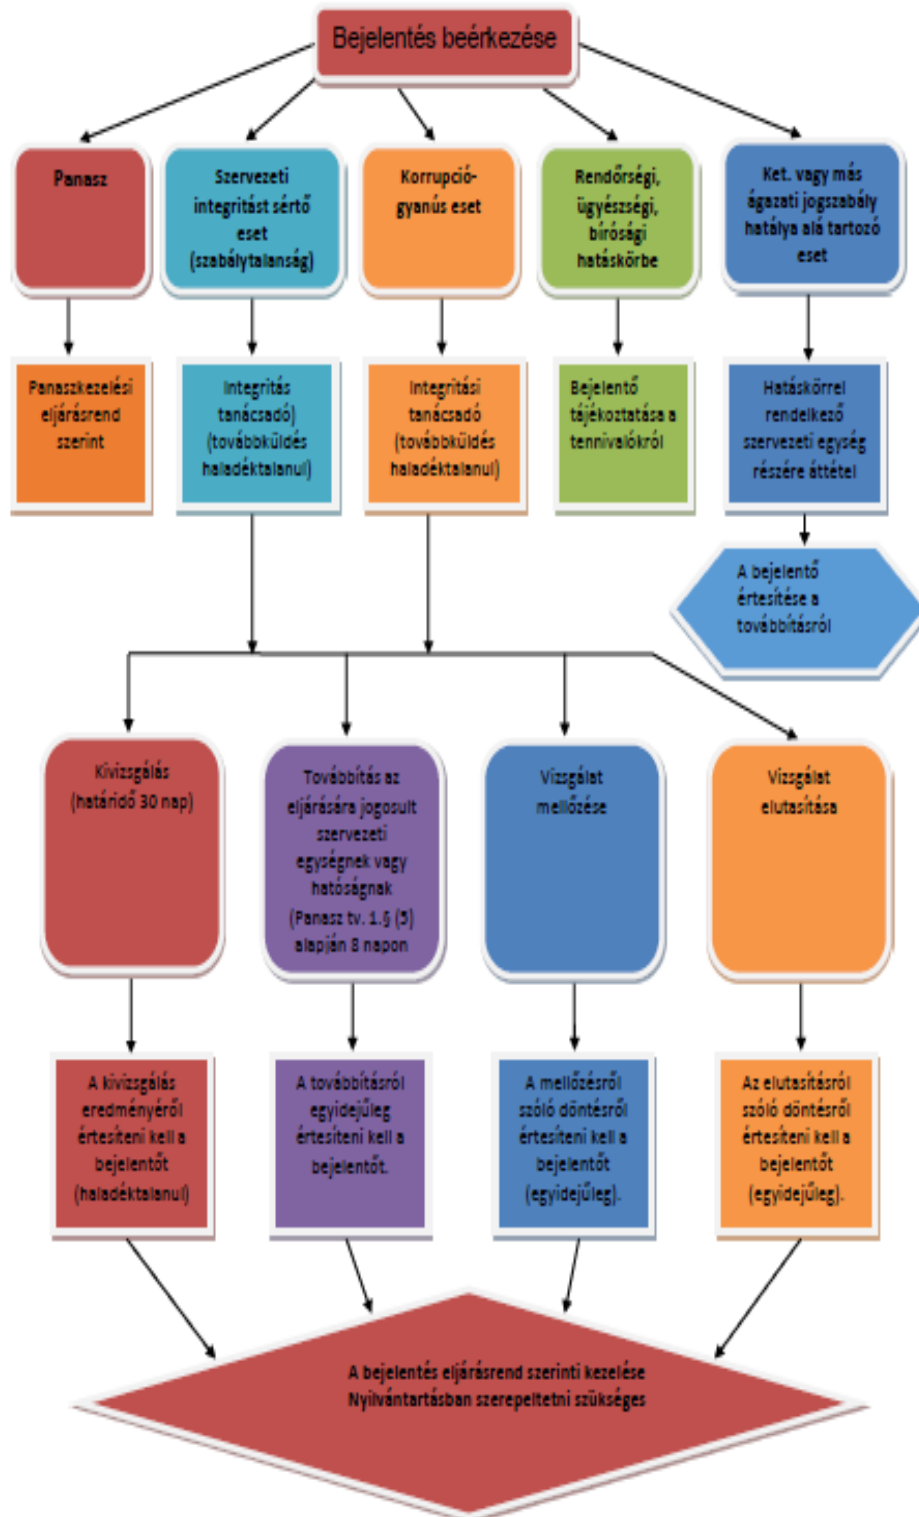 Bejelentés beérkezése
Panasz
Szervezeti
integritást sértő
eset
(szabálytalanság)
Korrupció-
gyanús eset
Rendőrségi,
ügyészségi,
bírósági
hatáskörbe
Ket. vagy más
ágazati jogszabály
hatálya alá tartozó
eset
Panaszkezelési
eljárásrend
szerint
Integritás
tanácsadó)
(továbbküldés
haladéktalanul)
Integritási
tanácsadó
(továbbküldés
haladéktalanul)
Bejelentő
tájékoztatása a
tennivalókról
Hatáskörrel
rendelkező
szervezeti egység
részére áttétel
A bejelentő
értesítése a
továbbításról
Kivizsgálás
(határidő 30 nap)
Továbbítás az
eljárására jogosult
szervezeti
egységnek vagy
hatóságnak
(Panasz tv. 1.§ (5)
alapján 8 napon
Vizsgálat
mellőzése
Vizsgálat
elutasítása
A kivizsgálás
eredményéről
értesíteni kell a
bejelentőt
(haladéktalanul)
A továbbításról
egyidejűleg
értesíteni kell a
bejelentőt.
A mellőzésről
szóló döntésről
értesíteni kell a
bejelentőt
(egyidejűleg).
Az elutasításról
szóló döntésről
értesíteni kell a
bejelentőt
(egyidejűleg).
A bejelentés eljárásrend szerinti kezelése
Nyilvántartásban szerepeltetni szükséges